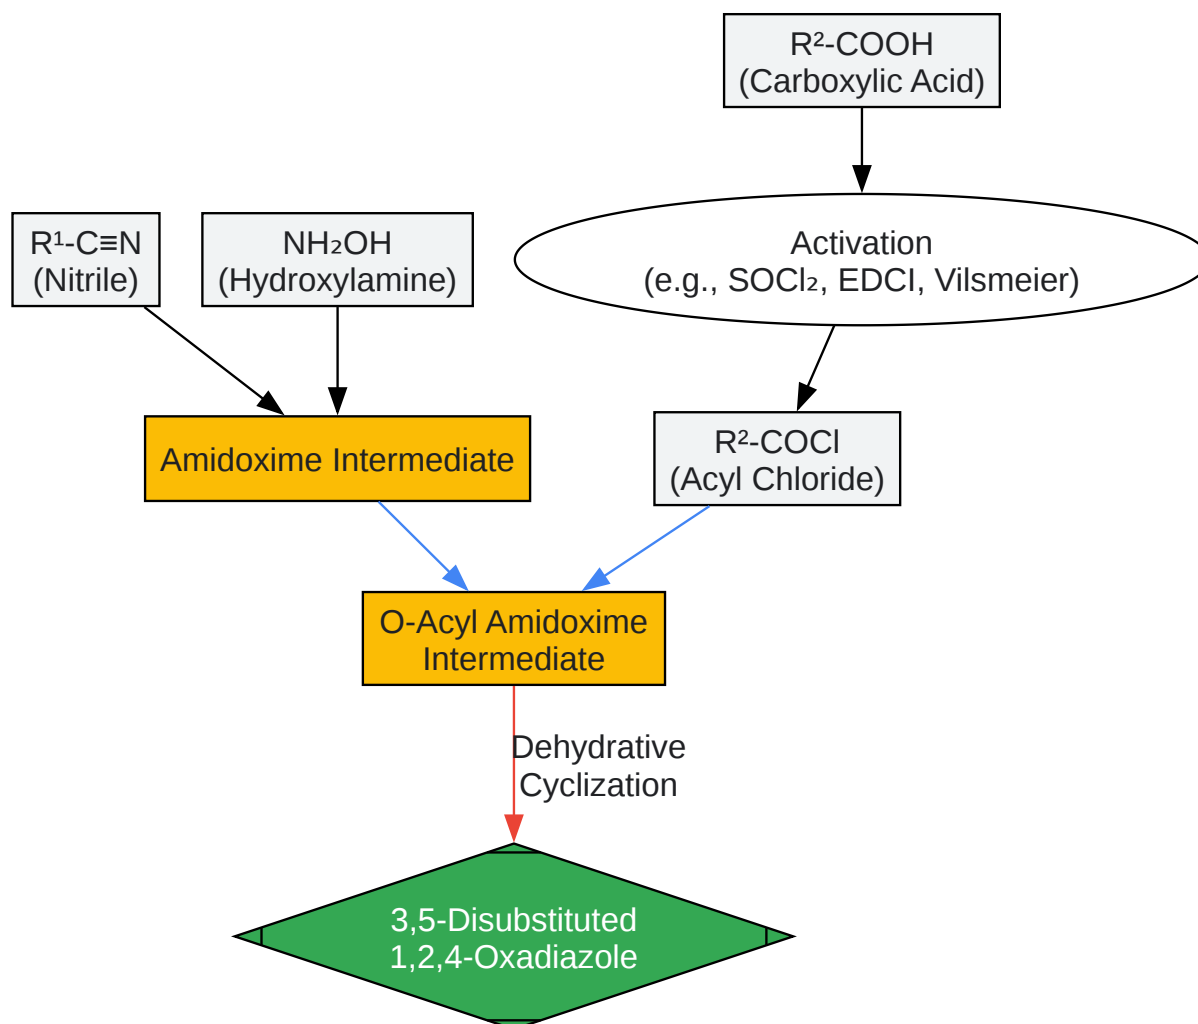 R²-COOH
(Carboxylic Acid)
R¹-C≡N
(Nitrile)
NH₂OH
(Hydroxylamine)
Activation
(e.g., SOCl₂, EDCI, Vilsmeier)
Amidoxime Intermediate
R²-COCl
(Acyl Chloride)
O-Acyl Amidoxime
Intermediate
Dehydrative
Cyclization
3,5-Disubstituted
1,2,4-Oxadiazole